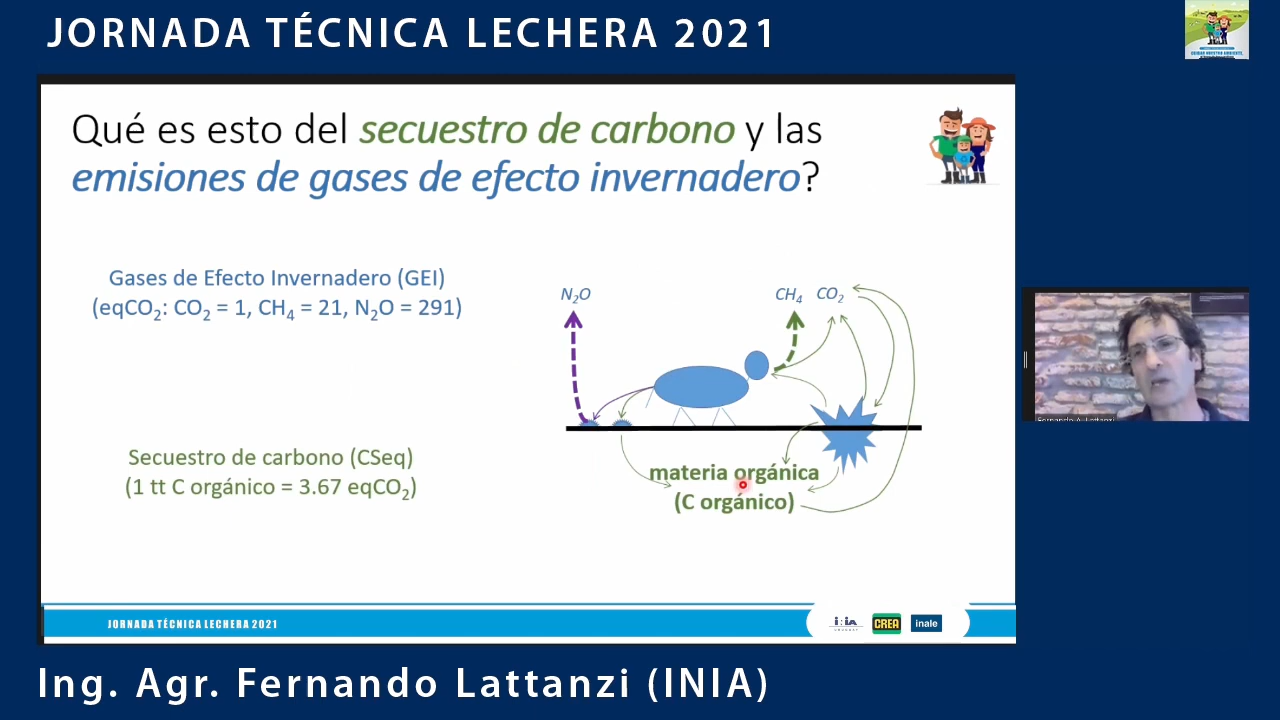 JORNADA TÉCNICA LECHERA 2021
Qué es esto del secuestro de carbono y las
emisiones de gases de efecto invernadero?
Gases de Efecto Invernadero (GEI)
(eqCO₂: CO₂ = 1, CH₄ = 21, N₂O = 291)
N₂O
CH₄ CO₂
Secuestro de carbono (CSeq)
(1 tt C orgánico = 3.67 eqCO₂)
materia orgánica
(C orgánico)
Fernando A. Lattanzi
JORNADA TÉCNICA LECHERA 2021
CREA
inale
Ing. Agr. Fernando Lattanzi (INIA)